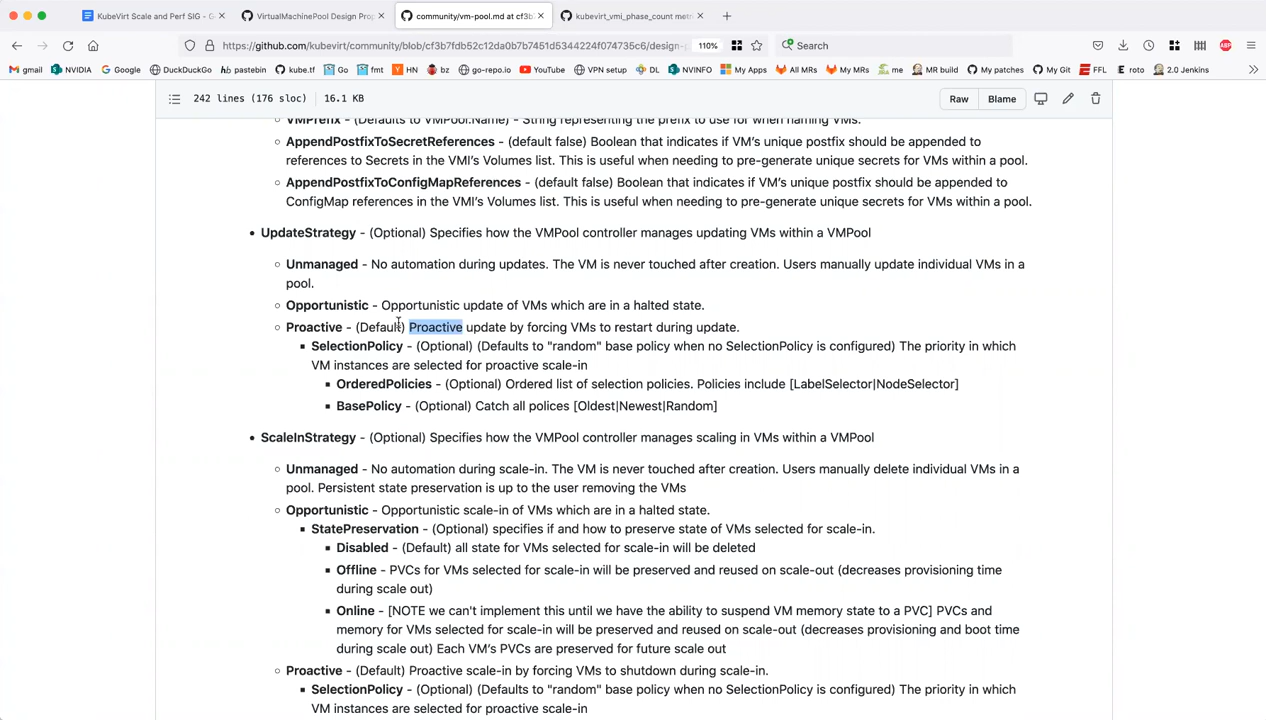 KubeVirt Scale and Perf SIG - G
VirtualMachinePool Design Prop
community/vm-pool.md at cf3b
kubevirt_vmi_phase_count metr
https://github.com/kubevirt/community/blob/cf3b7fdb52c12da0b7b7451d5344224f074735c6/design-
110%
Search
gmail
NVIDIA
Google
DuckDuckGo
pastebin
kube.tf
Go
fmt
HN
bz
go-repo.io
YouTube
VPN setup
DL
NVINFO
My Apps
All MRs
My MRs
me
MR build
My patches
My Git
FFL
roto
2.0 Jenkins
242 lines (176 sloc) 16.1 KB
Raw
Blame
VMPrefix - (Defaults to VMPool.Name) - String representing the prefix to use for when naming VMs.
AppendPostfixToSecretReferences - (default false) Boolean that indicates if VM's unique postfix should be appended to
references to Secrets in the VMI's Volumes list. This is useful when needing to pre-generate unique secrets for VMs within a pool.
AppendPostfixToConfigMapReferences - (default false) Boolean that indicates if VM's unique postfix should be appended to
ConfigMap references in the VMI's Volumes list. This is useful when needing to pre-generate unique secrets for VMs within a pool.
UpdateStrategy - (Optional) Specifies how the VMPool controller manages updating VMs within a VMPool
Unmanaged - No automation during updates. The VM is never touched after creation. Users manually update individual VMs in a
pool.
Opportunistic - Opportunistic update of VMs which are in a halted state.
Proactive - (Default) Proactive update by forcing VMs to restart during update.
SelectionPolicy - (Optional) (Defaults to "random" base policy when no SelectionPolicy is configured) The priority in which
VM instances are selected for proactive scale-in
OrderedPolicies - (Optional) Ordered list of selection policies. Policies include [LabelSelector|NodeSelector]
BasePolicy - (Optional) Catch all polices [Oldest|Newest|Random]
ScaleInStrategy - (Optional) Specifies how the VMPool controller manages scaling in VMs within a VMPool
Unmanaged - No automation during scale-in. The VM is never touched after creation. Users manually delete individual VMs in a
pool. Persistent state preservation is up to the user removing the VMs
Opportunistic - Opportunistic scale-in of VMs which are in a halted state.
StatePreservation - (Optional) specifies if and how to preserve state of VMs selected for scale-in.
Disabled - (Default) all state for VMs selected for scale-in will be deleted
Offline - PVCs for VMs selected for scale-in will be preserved and reused on scale-out (decreases provisioning time
during scale out)
Online - [NOTE we can't implement this until we have the ability to suspend VM memory state to a PVC] PVCs and
memory for VMs selected for scale-in will be preserved and reused on scale-out (decreases provisioning and boot time
during scale out) Each VM's PVCs are preserved for future scale out
Proactive - (Default) Proactive scale-in by forcing VMs to shutdown during scale-in.
SelectionPolicy - (Optional) (Defaults to "random" base policy when no SelectionPolicy is configured) The priority in which
VM instances are selected for proactive scale-in